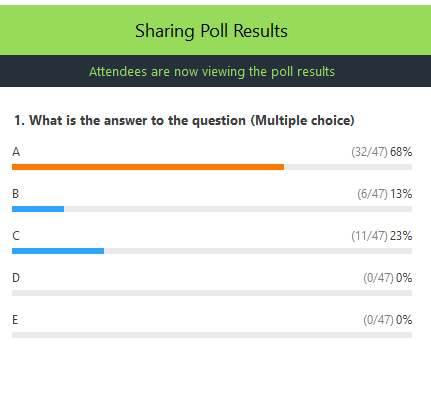 Sharing Poll Results
Attendees are now viewing the poll results
1. What is the answer to the question (Multiple choice)
A (32/47) 68%
B (6/47) 13%
C (11/47) 23%
D (0/47) 0%
E (0/47) 0%